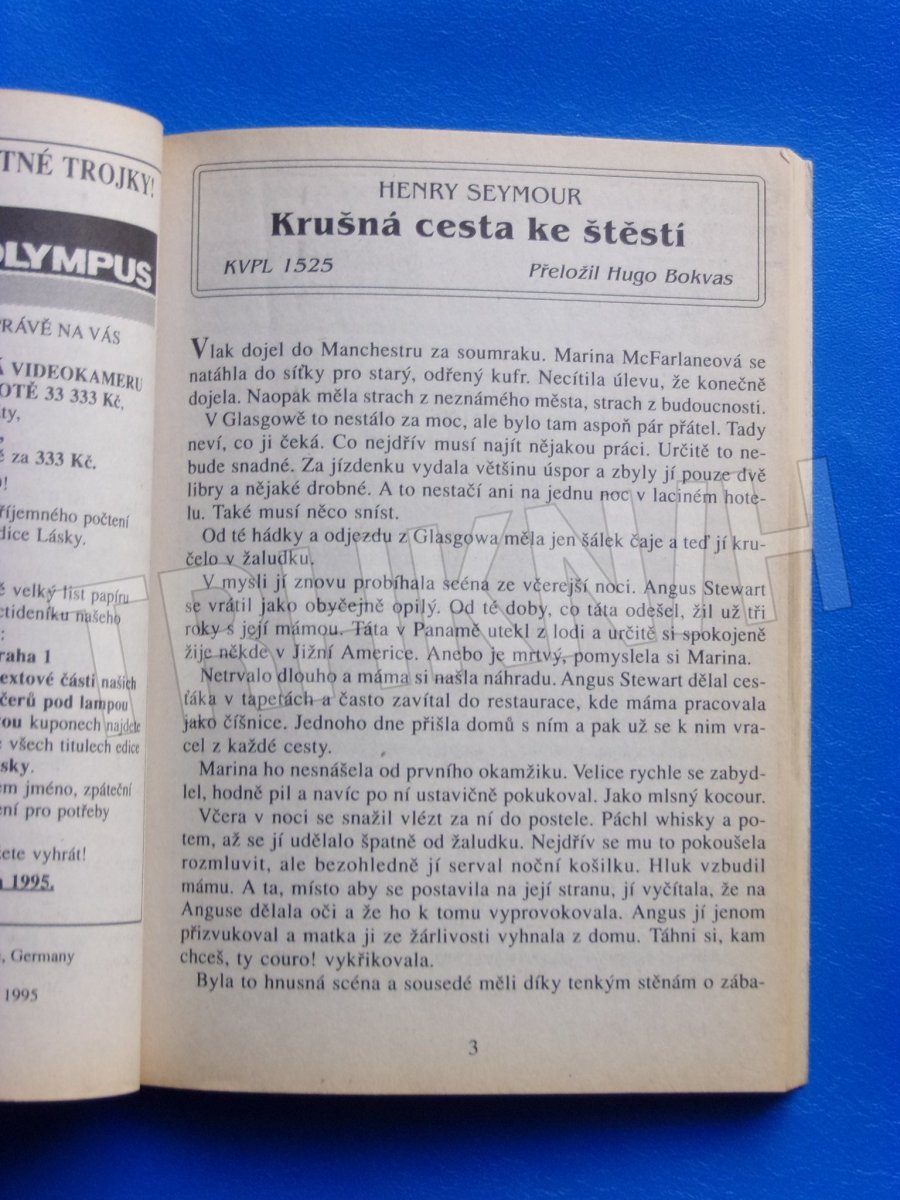 TNÉ TROJKY!
OLYMPUS
RÁVĚ NA VÁS
VIDEOKAMERU
OTĚ 33 333 Kč,
ty,
ě za 333 Kč.
říjemného počtení
dice Lásky.
ě velký list papíru
ctideníku našeho
:
raha 1
extové části našich
čerů pod lampou
ou kuponech najdete
všech titulech edice
sky.
em jméno, zpáteční
ení pro potřeby
ete vyhrát!
1995.
, Germany
1995
HENRY SEYMOUR
Krušná cesta ke štěstí
KVPL 1525 Přeložil Hugo Bokvas
Vlak dojel do Manchestru za soumraku. Marina McFarlaneová se
natáhla do síťky pro starý, odřený kufr. Necítila úlevu, že konečně
dojela. Naopak měla strach z neznámého města, strach z budoucnosti.
V Glasgowě to nestálo za moc, ale bylo tam aspoň pár přátel. Tady
neví, co ji čeká. Co nejdřív musí najít nějakou práci. Určitě to ne-
bude snadné. Za jízdenku vydala většinu úspor a zbyly jí pouze dvě
libry a nějaké drobné. A to nestačí ani na jednu noc v laciném hote-
lu. Také musí něco sníst.
Od té hádky a odjezdu z Glasgowa měla jen šálek čaje a teď jí kru-
čelo v žaludku.
V mysli jí znovu probíhala scéna ze včerejší noci. Angus Stewart
se vrátil jako obyčejně opilý. Od té doby, co táta odešel, žil už tři
roky s její mámou. Táta v Panamě utekl z lodi a určitě si spokojeně
žije někde v Jižní Americe. Anebo je mrtvý, pomyslela si Marina.
Netrvalo dlouho a máma si našla náhradu. Angus Stewart dělal ces-
ťáka v tapetách a často zavítal do restaurace, kde máma pracovala
jako číšnice. Jednoho dne přišla domů s ním a pak už se k nim vra-
cel z každé cesty.
Marina ho nesnášela od prvního okamžiku. Velice rychle se zabyd-
lel, hodně pil a navíc po ní ustavičně pokukoval. Jako mlsný kocour.
Včera v noci se snažil vlézt za ní do postele. Páchl whisky a po-
tem, až se jí udělalo špatně od žaludku. Nejdřív se mu to pokoušela
rozmluvit, ale bezohledně jí serval noční košilku. Hluk vzbudil
mámu. A ta, místo aby se postavila na její stranu, jí vyčítala, že na
Anguse dělala oči a že ho k tomu vyprovokovala. Angus jí jenom
přizvukoval a matka ji ze žárlivosti vyhnala z domu. Táhni si, kam
chceš, ty couro! vykřikovala.
Byla to hnusná scéna a sousedé měli díky tenkým stěnám o zába-
3
TRHKNIH